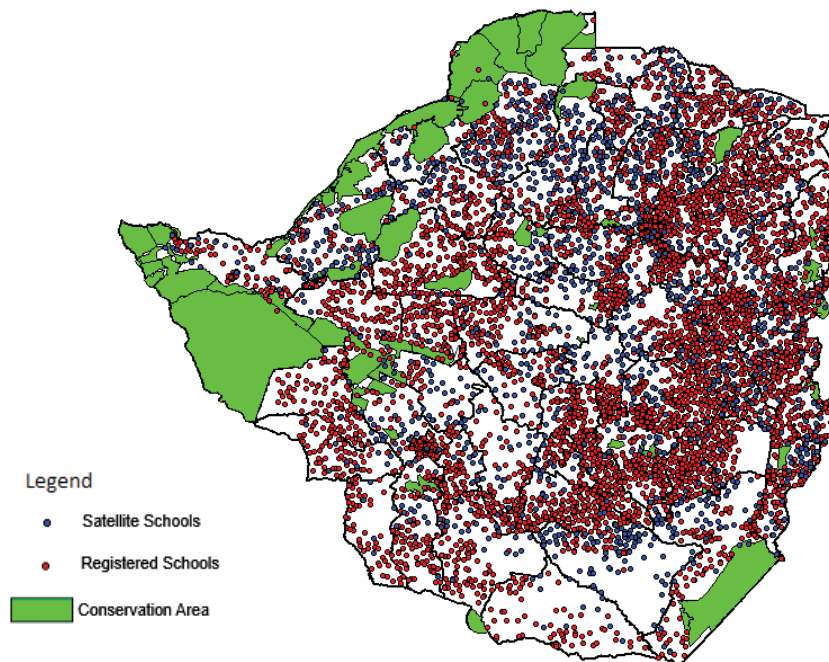 Legend
Satellite Schools
Registered Schools
Conservation Area